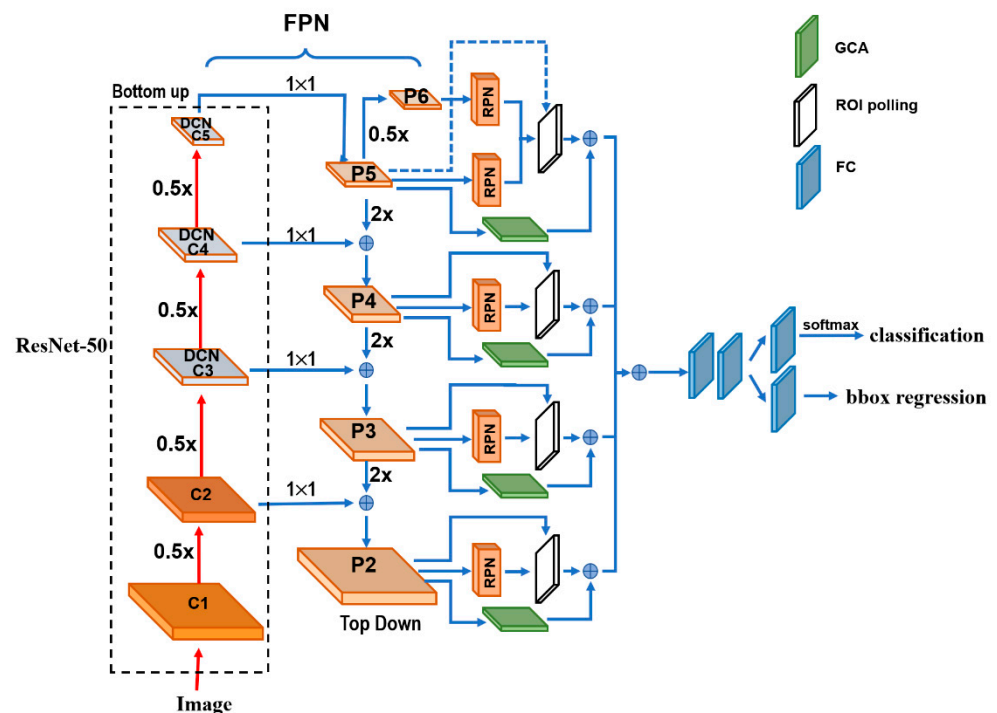 FPN
Bottom up
1×1
DCN
C5
0.5x
DCN
C4
1×1
0.5x
ResNet-50
DCN
C3
1×1
0.5x
C2
1×1
0.5x
C1
Image
P6
0.5x
P5
2x
P4
2x
P3
2x
P2
Top Down
RPN
RPN
RPN
RPN
RPN
GCA
ROI polling
FC
softmax
classification
bbox regression